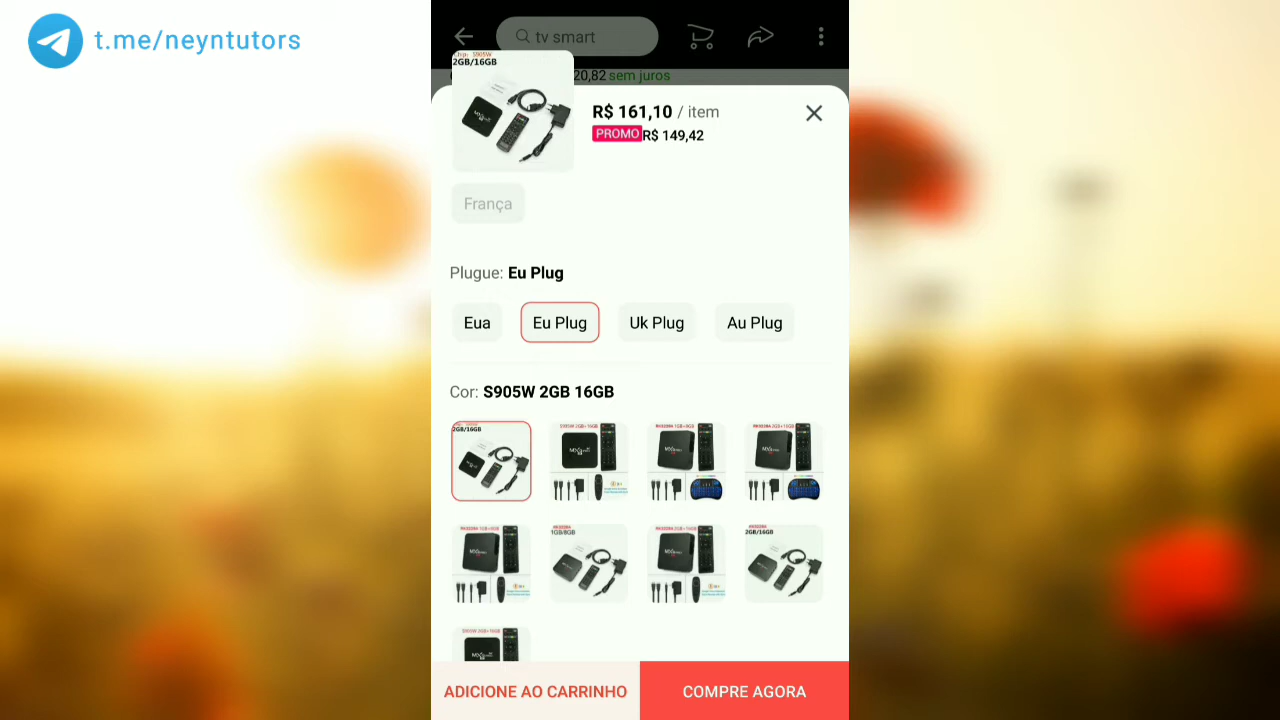 t.me/neyntutors
tv smart
20,82 sem juros
2GB/16GB
R$ 161,10 / item
PROMO R$ 149,42
França
Plugue: Eu Plug
Eua
Eu Plug
Uk Plug
Au Plug
Cor: S905W 2GB 16GB
2GB/16GB
1GB/8GB
2GB/16GB
ADICIONE AO CARRINHO
COMPRE AGORA